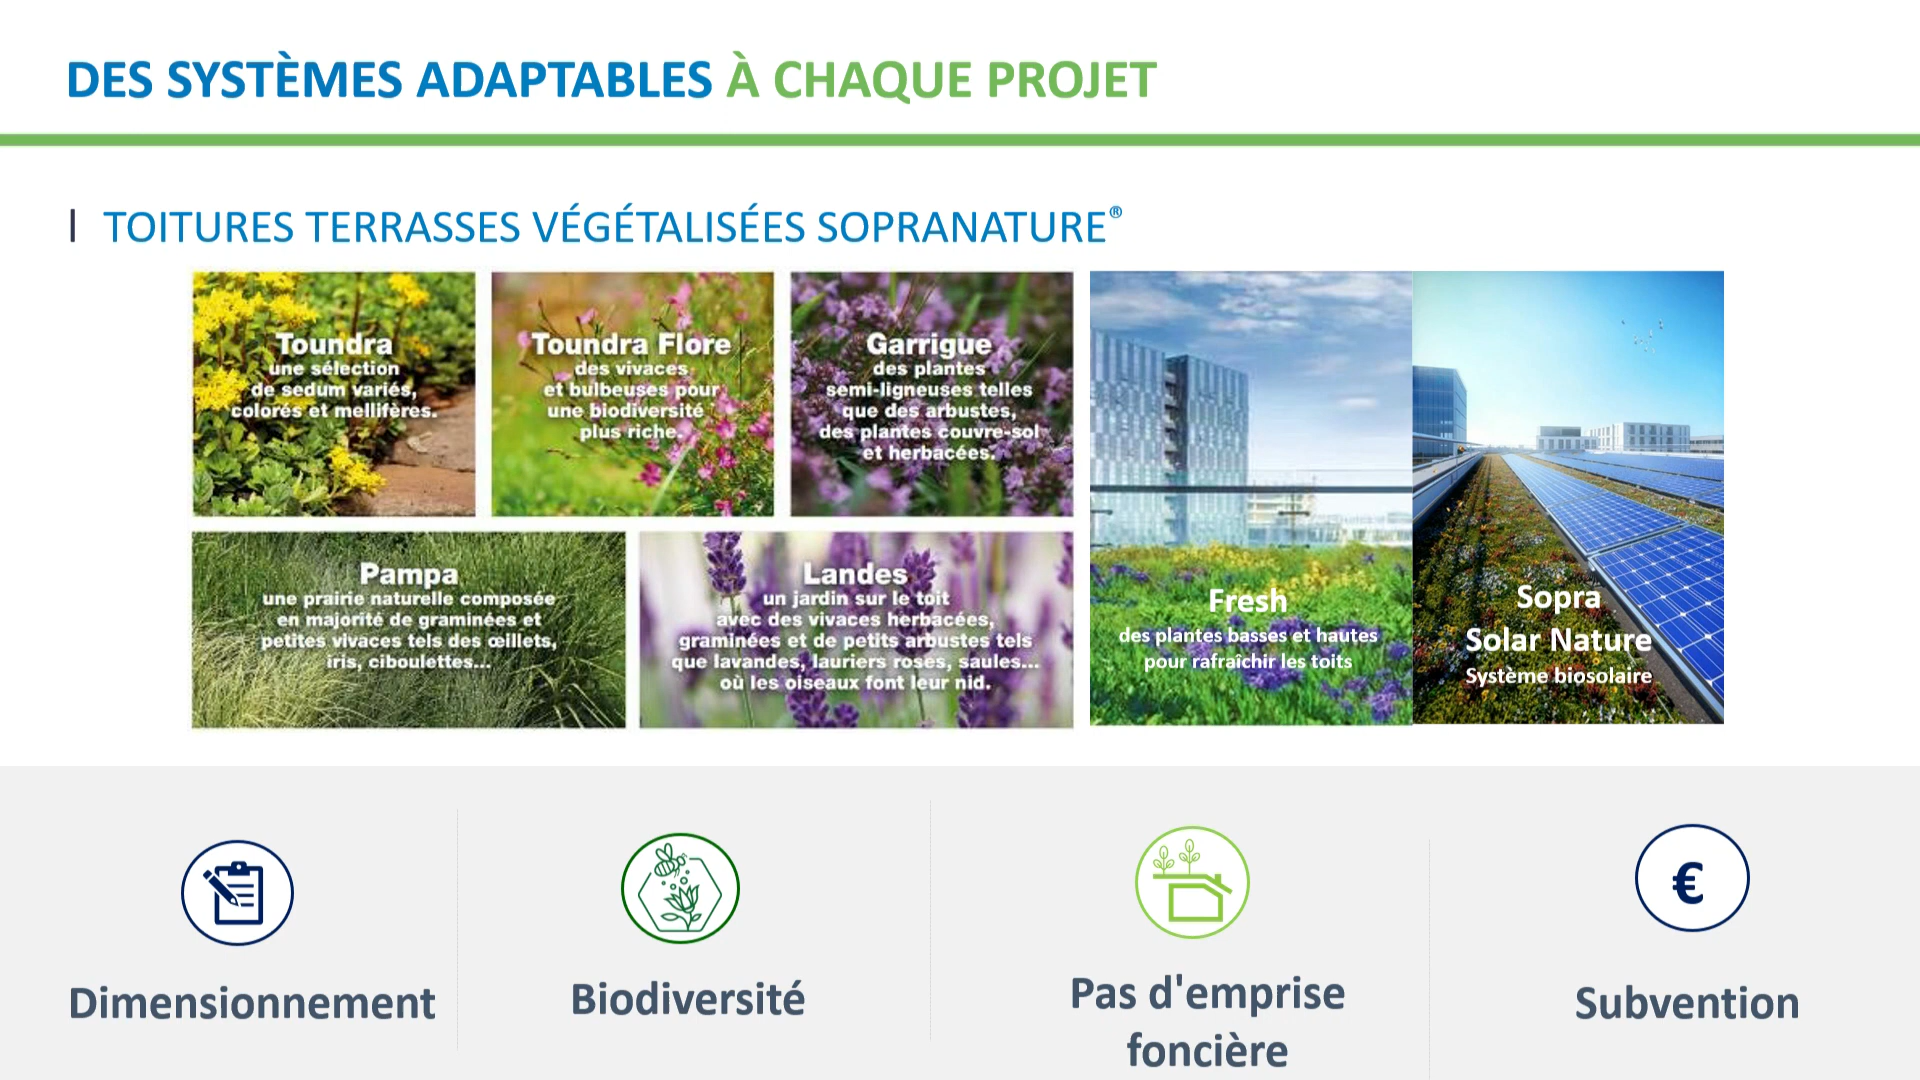 DES SYSTÈMES ADAPTABLES À CHAQUE PROJET
TOITURES TERRASSES VÉGÉTALISÉES SOPRANATURE®
Toundra
une sélection
de sedum variés,
colorés et mellifères.
Toundra Flore
des vivaces
et bulbeuses pour
une biodiversité
plus riche.
Garrigue
des plantes
semi-ligneuses telles
que des arbustes,
des plantes couvre-sol
et herbacées.
Pampa
une prairie naturelle composée
en majorité de graminées et
petites vivaces tels des œillets,
iris, ciboulettes...
Landes
un jardin sur le toit
avec des vivaces herbacées,
graminées et de petits arbustes tels
que lavandes, lauriers roses, saules...
où les oiseaux font leur nid.
Fresh
des plantes basses et hautes
pour rafraîchir les toits
Sopra
Solar Nature
Système biosolaire
€
Dimensionnement
Biodiversité
Pas d'emprise
foncière
Subvention